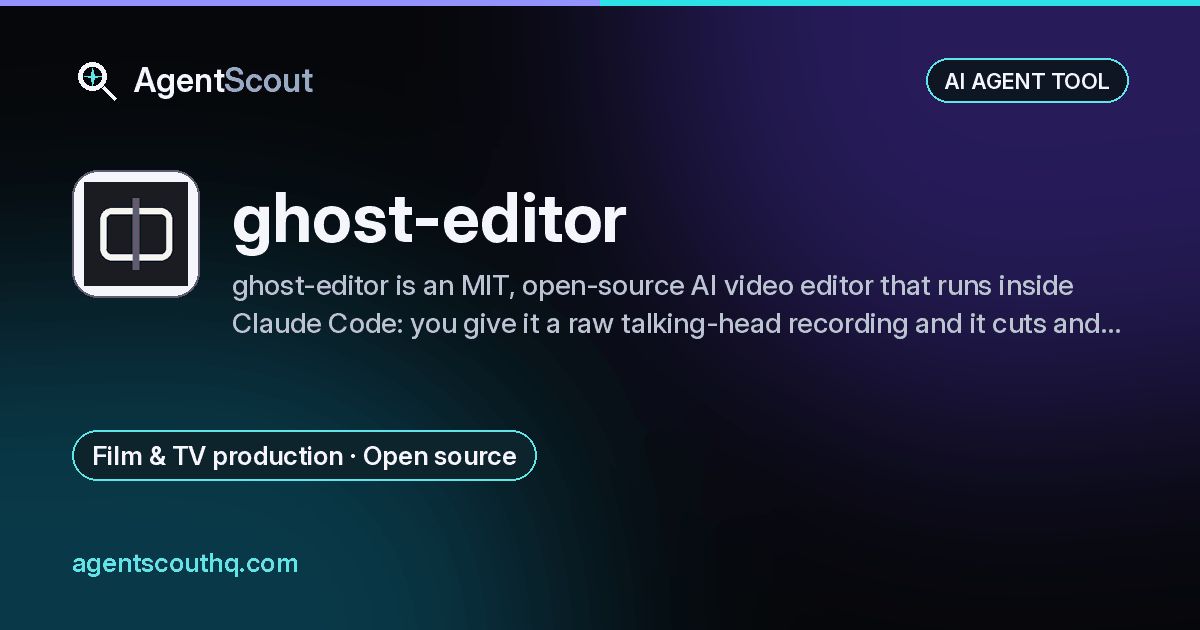 AgentScout
AI AGENT TOOL
ghost-editor
ghost-editor is an MIT, open-source AI video editor that runs inside
Claude Code: you give it a raw talking-head recording and it cuts and...
Film & TV production · Open source
agentscouthq.com